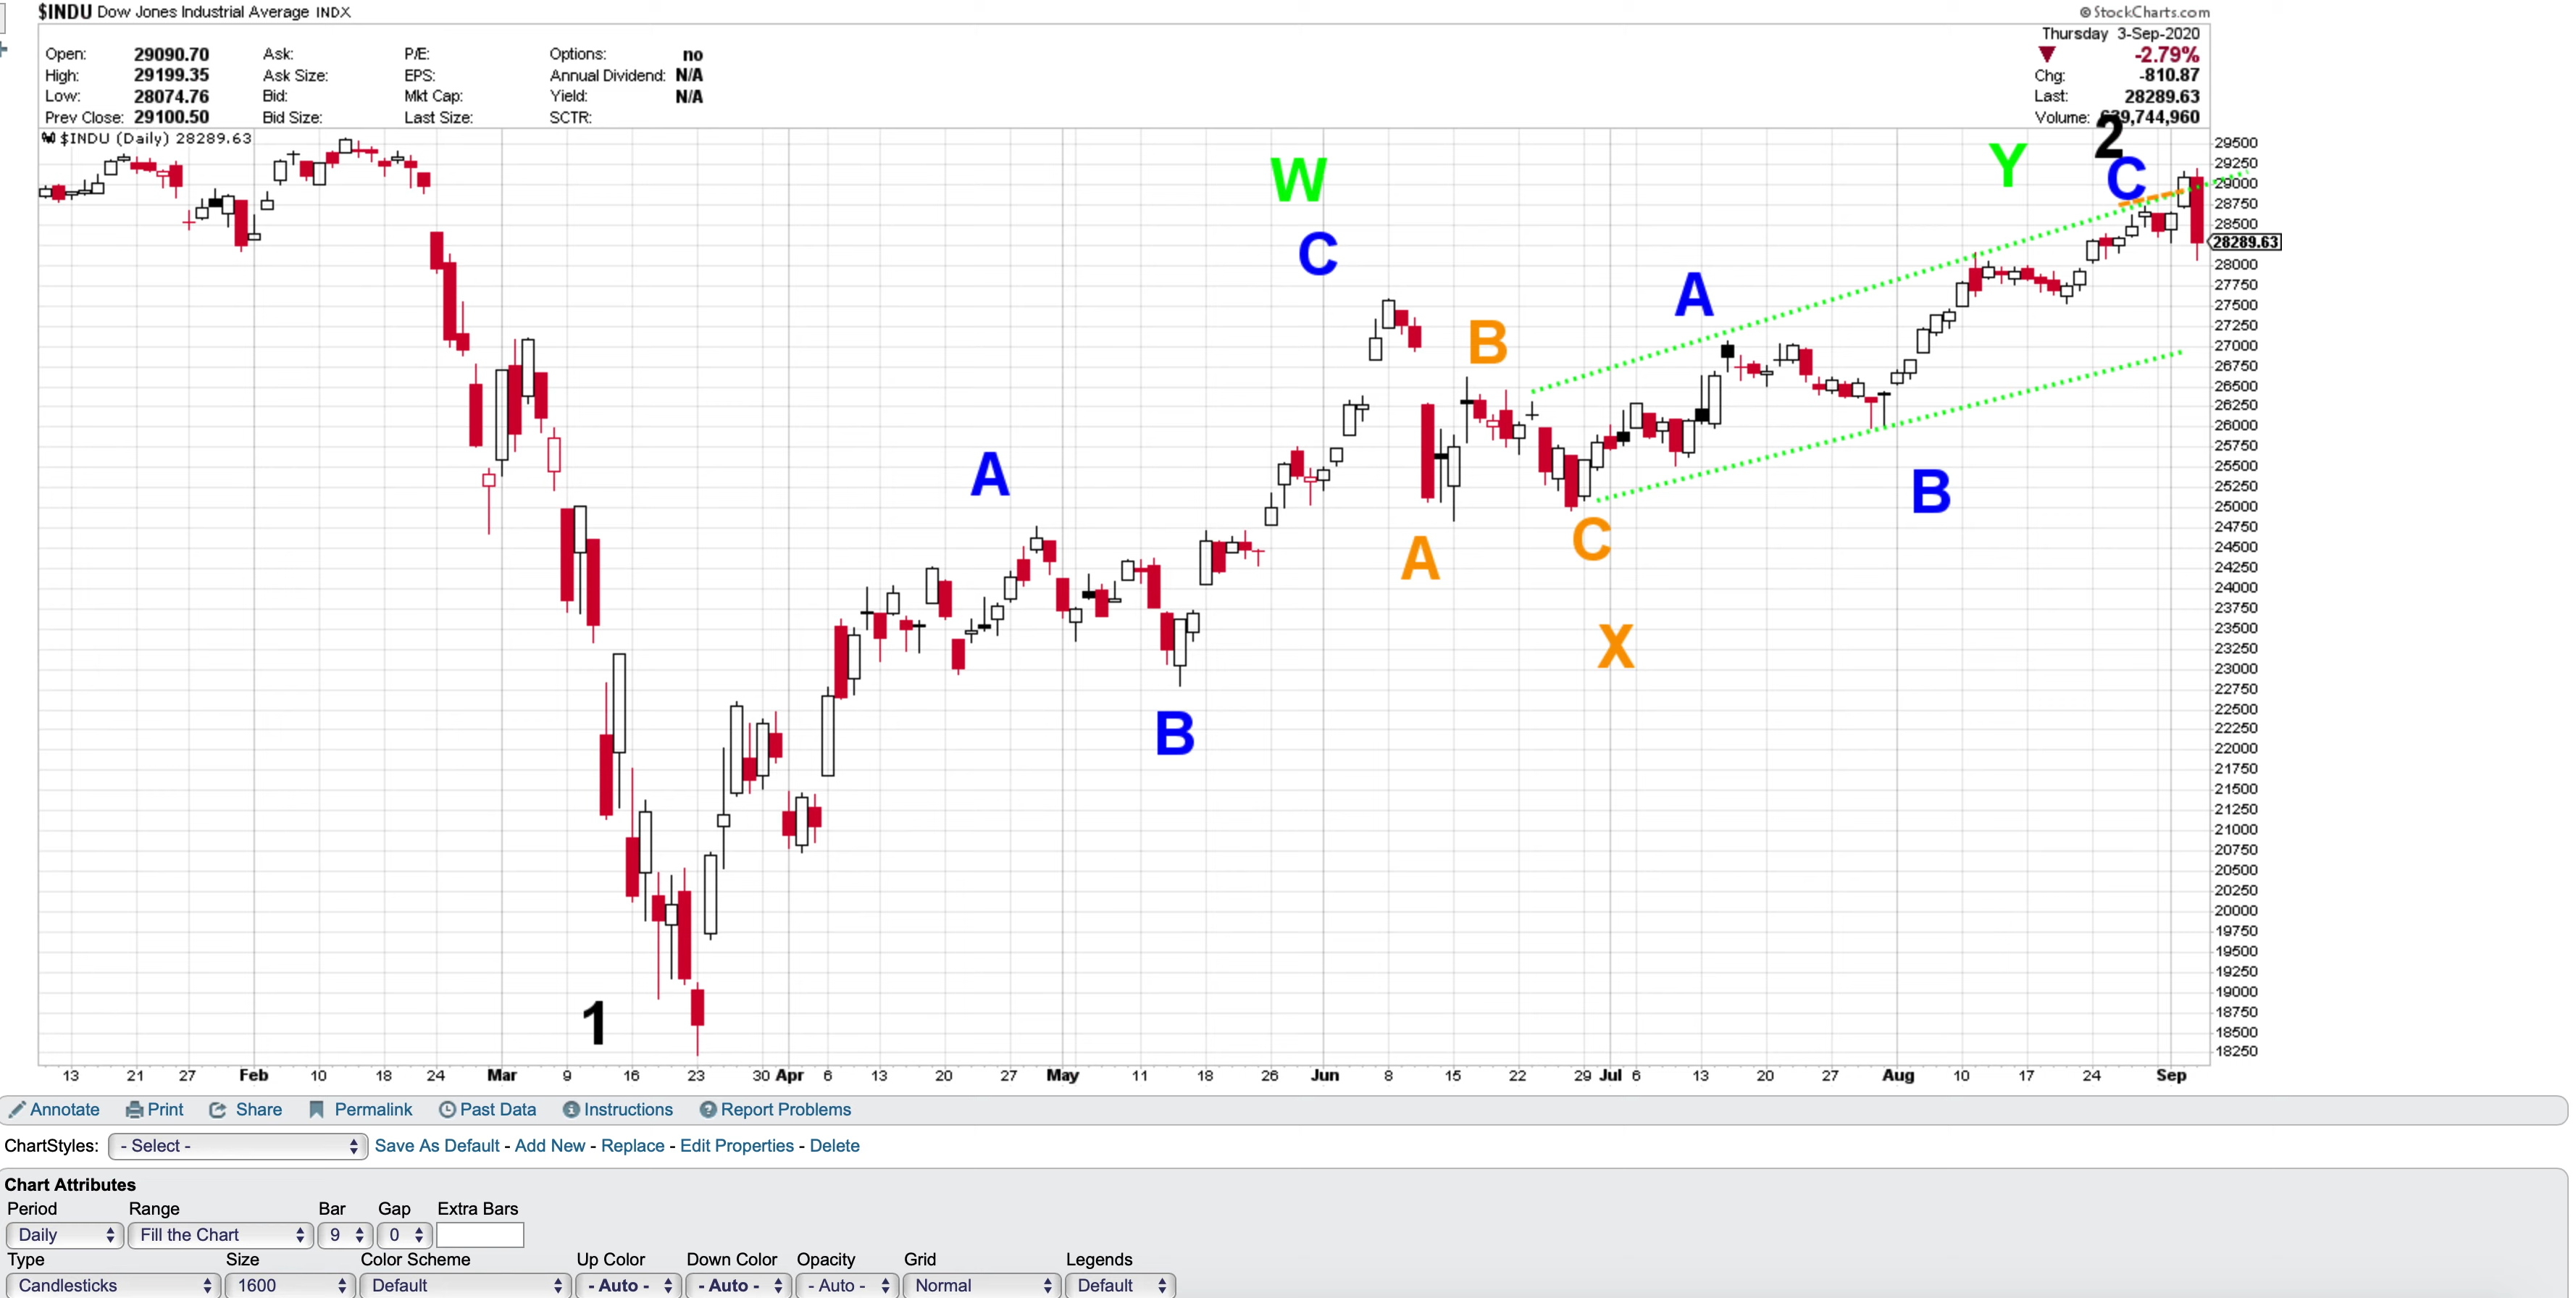 $INDU Dow Jones Industrial Average INDX
© StockCharts.com
Thursday 3-Sep-2020
Open: 29090.70 Ask: P/E: Options: no
-2.79%
High: 29199.35 Ask Size: EPS: Annual Dividend: N/A
Chg: -810.87
Low: 28074.76 Bid: Mkt Cap: Yield: N/A
Last: 28289.63
Prev Close: 29100.50 Bid Size: Last Size: SCTR:
Volume: 9,744,960
$INDU (Daily) 28289.63
2
Y
C
W
C
A
B
A
B
A
C
A
X
B
1
29500
29250
29000
28750
28500
28289.63
28000
27750
27500
27250
27000
26750
26500
26250
26000
25750
25500
25250
25000
24750
24500
24250
24000
23750
23500
23250
23000
22750
22500
22250
22000
21750
21500
21250
21000
20750
20500
20250
20000
19750
19500
19250
19000
18750
18500
18250
13 21 27 Feb 10 18 24 Mar 9 16 23 30 Apr 6 13 20 27 May 11 18 26 Jun 8 15 22 29 Jul 6 13 20 27 Aug 10 17 24 Sep
Annotate Print Share Permalink Past Data Instructions Report Problems
ChartStyles: - Select - Save As Default - Add New - Replace - Edit Properties - Delete
Chart Attributes
Period Range Bar Gap Extra Bars
Daily Fill the Chart 9 0
Type Size Color Scheme Up Color Down Color Opacity Grid Legends
Candlesticks 1600 Default - Auto - - Auto - - Auto - Normal Default